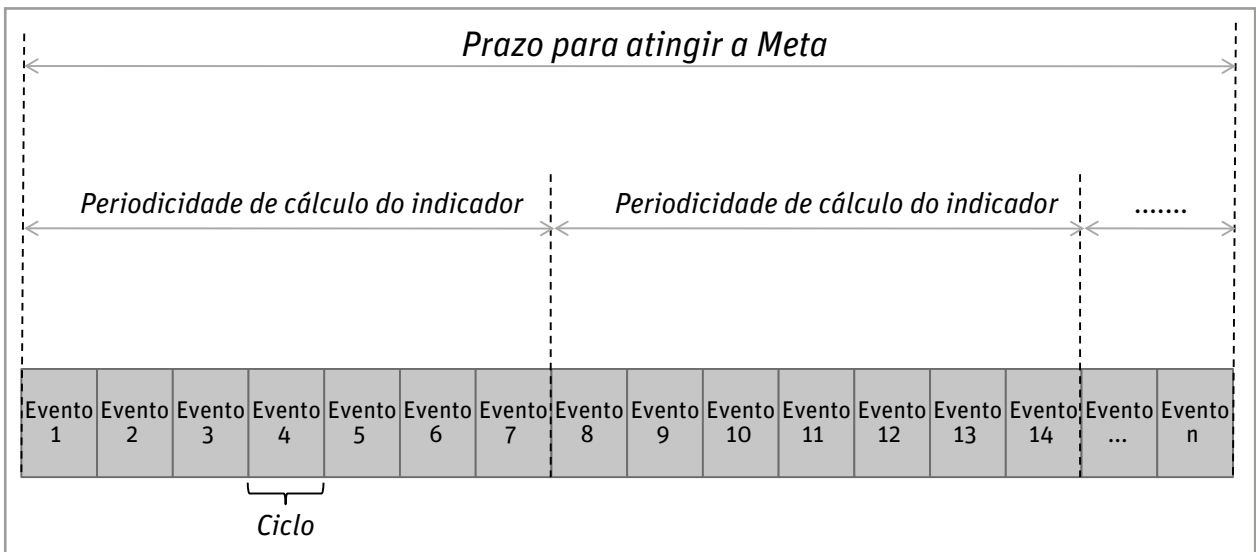 Prazo para atingir a Meta
Periodicidade de cálculo do indicador Periodicidade de cálculo do indicador .......
Evento Evento Evento Evento Evento Evento Evento Evento Evento Evento Evento Evento Evento Evento Evento Evento
1 2 3 4 5 6 7 8 9 10 11 12 13 14 ... n
Ciclo